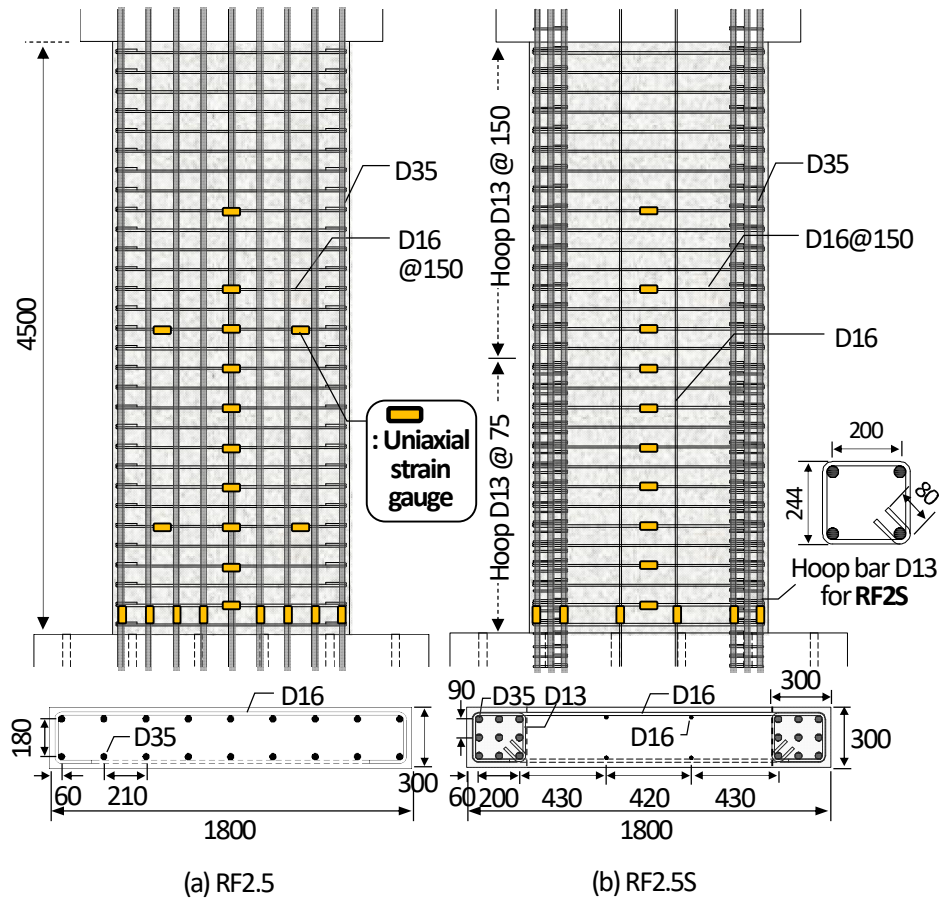 4500
D35
D16
@150
: Uniaxial
strain
gauge
Hoop D13 @ 150
Hoop D13 @ 75
D35
D16@150
D16
200
244
80
Hoop bar D13
for RF2S
D16
D35
180
60
210
300
1800
90
D35
D13
D16
D16
300
300
60
200
430
420
430
1800
(a) RF2.5
(b) RF2.5S